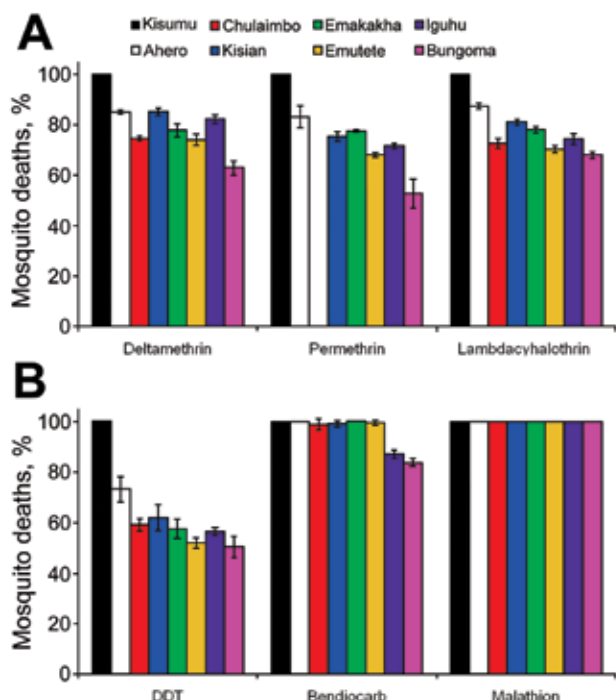 Kisumu Chulaimbo Emakakha Iguhu
Ahero Kisian Emutete Bungoma
A
Mosquito deaths, %
100
80
60
40
20
0
Deltamethrin Permethrin Lambdacyhalothrin
B
Mosquito deaths, %
100
80
60
40
20
0
DDT Bendiocarb Malathion